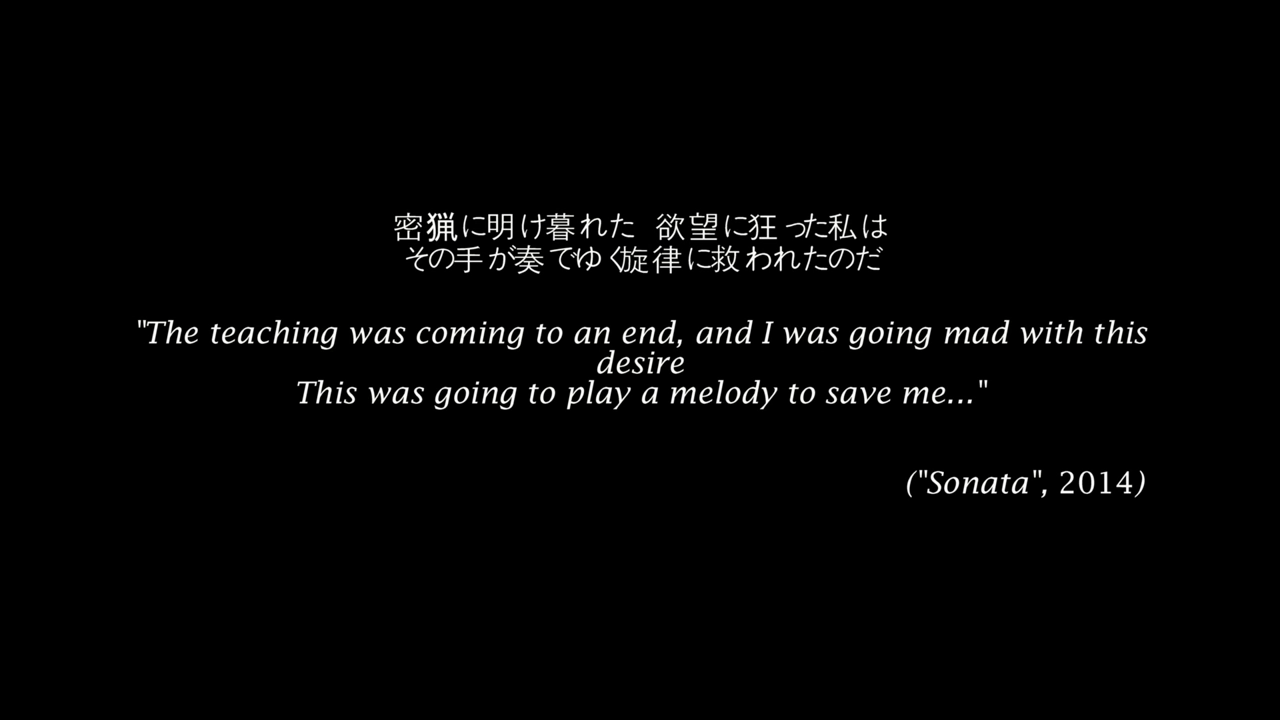 密猟に明け暮れた 欲望に狂った私は
その手が奏でゆく旋律に救われたのだ
"The teaching was coming to an end, and I was going mad with this
desire
This was going to play a melody to save me..."
("Sonata", 2014)